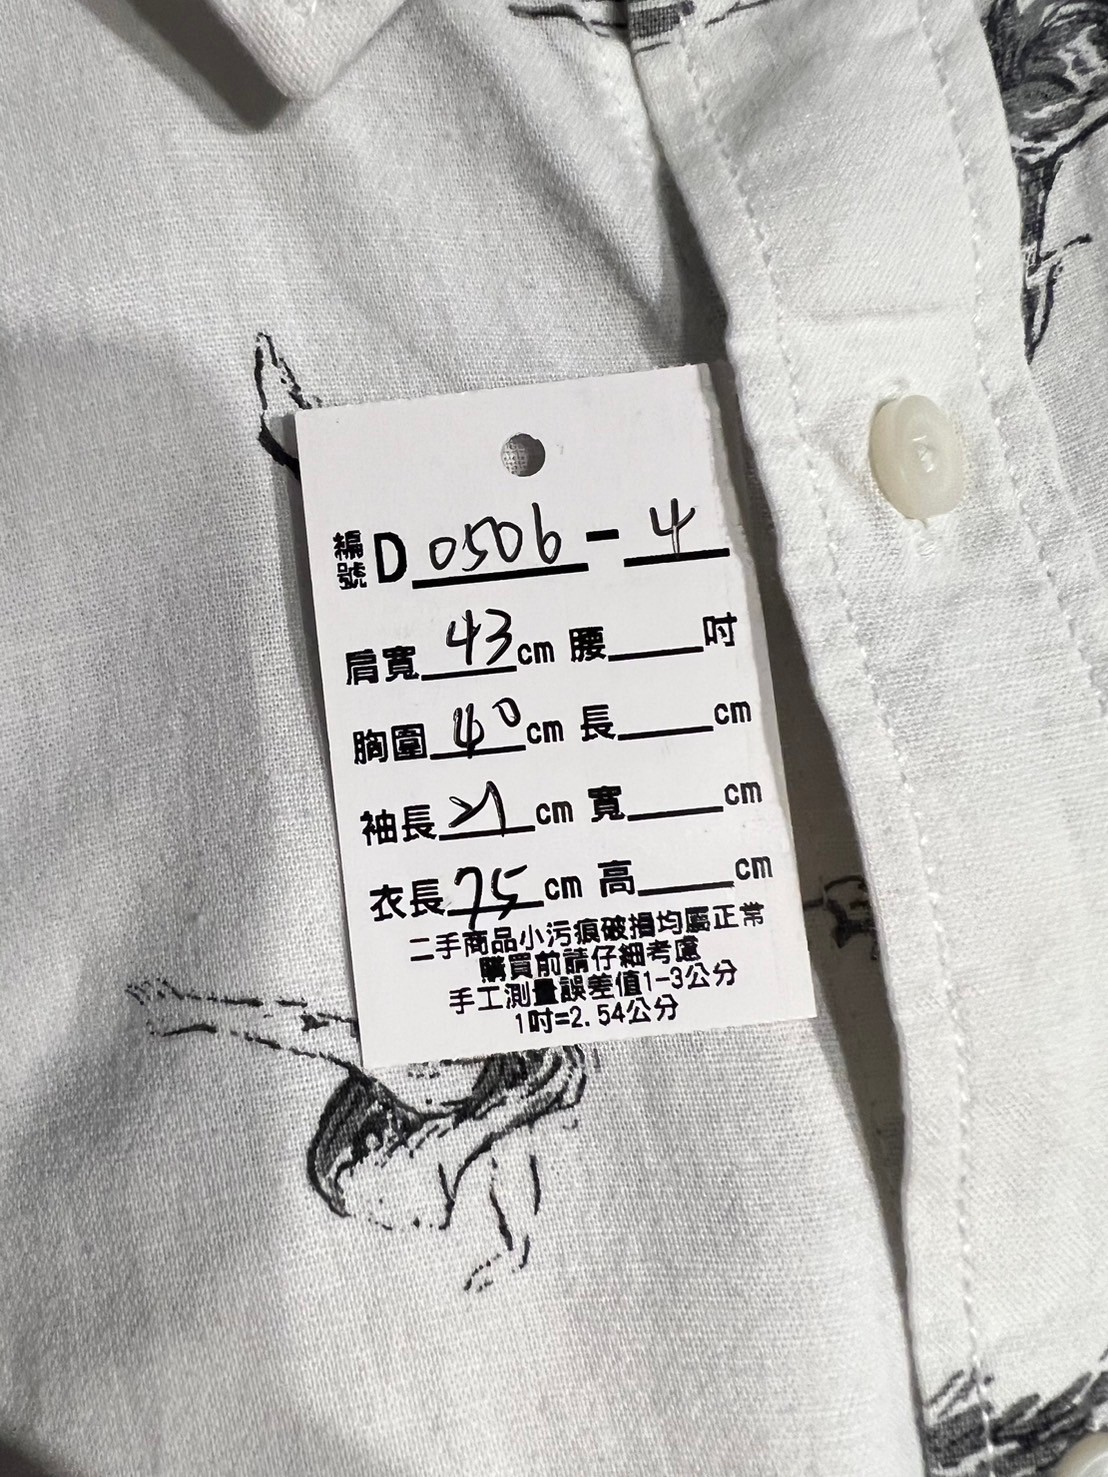 編號 D 0506 - 4
肩寬 43 cm 腰 吋
胸圍 40 cm 長 cm
袖長 21 cm 寬 cm
衣長 75 cm 高 cm
二手商品小污痕破損均屬正常
購買前請仔細考慮
手工測量誤差值1-3公分
1吋=2.54公分